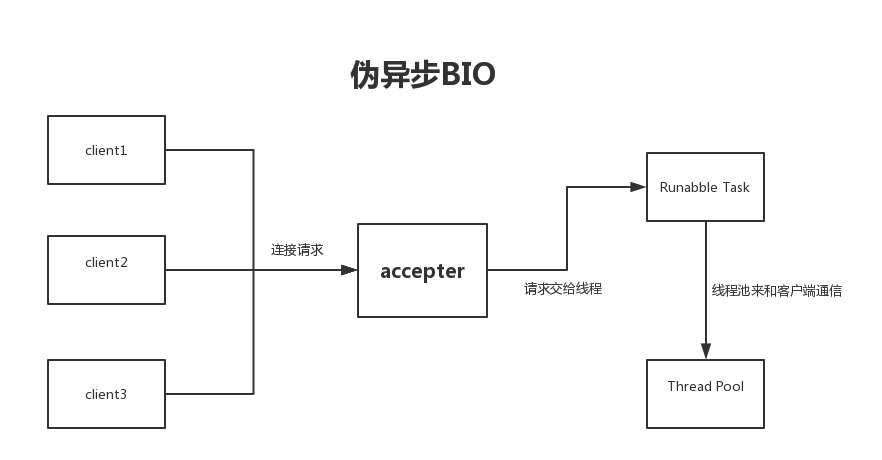 伪异步BIO
client1
client2
client3
连接请求
accepter
请求交给线程
Runabble Task
线程池来和客户端通信
Thread Pool